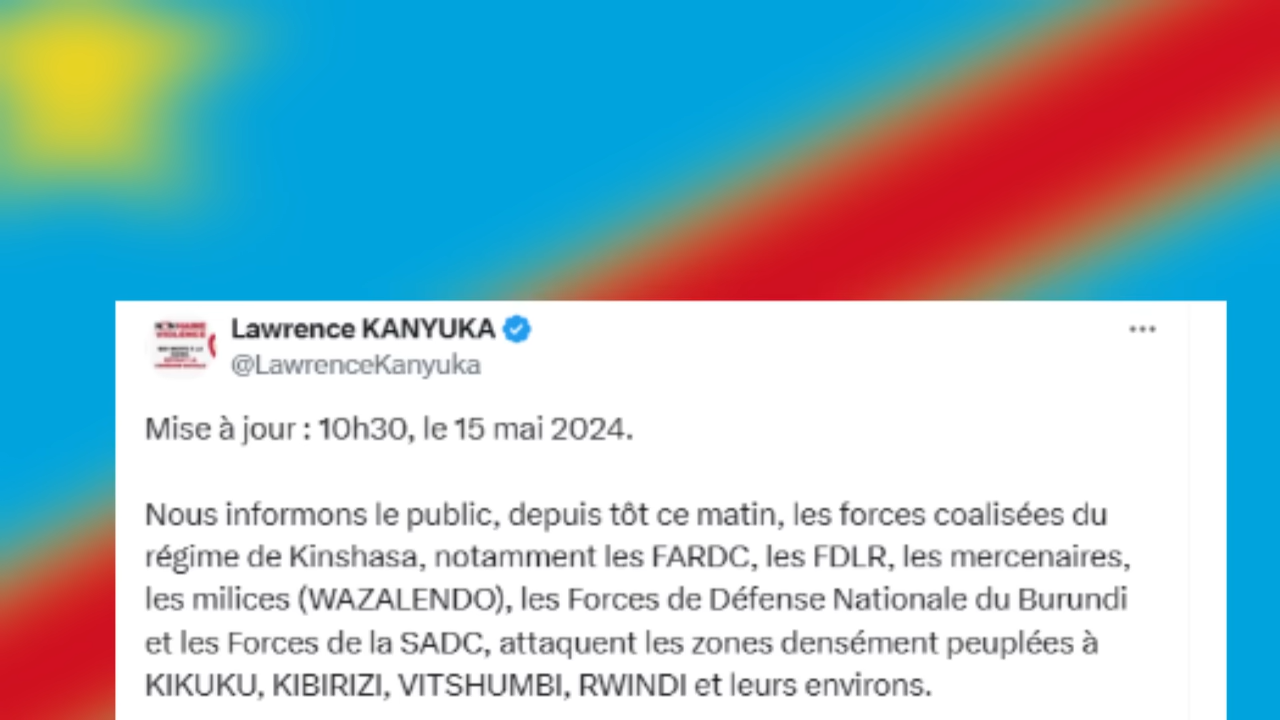 Lawrence KANYUKA
@LawrenceKanyuka
Mise à jour : 10h30, le 15 mai 2024.
Nous informons le public, depuis tôt ce matin, les forces coalisées du
régime de Kinshasa, notamment les FARDC, les FDLR, les mercenaires,
les milices (WAZALENDO), les Forces de Défense Nationale du Burundi
et les Forces de la SADC, attaquent les zones densément peuplées à
KIKUKU, KIBIRIZI, VITSHUMBI, RWINDI et leurs environs.